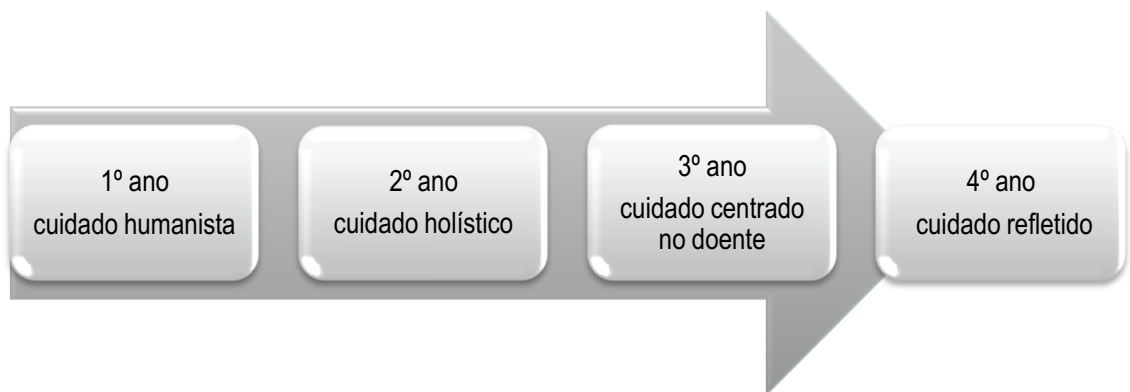 1º ano
cuidado humanista
2º ano
cuidado holístico
3º ano
cuidado centrado
no doente
4º ano
cuidado refletido